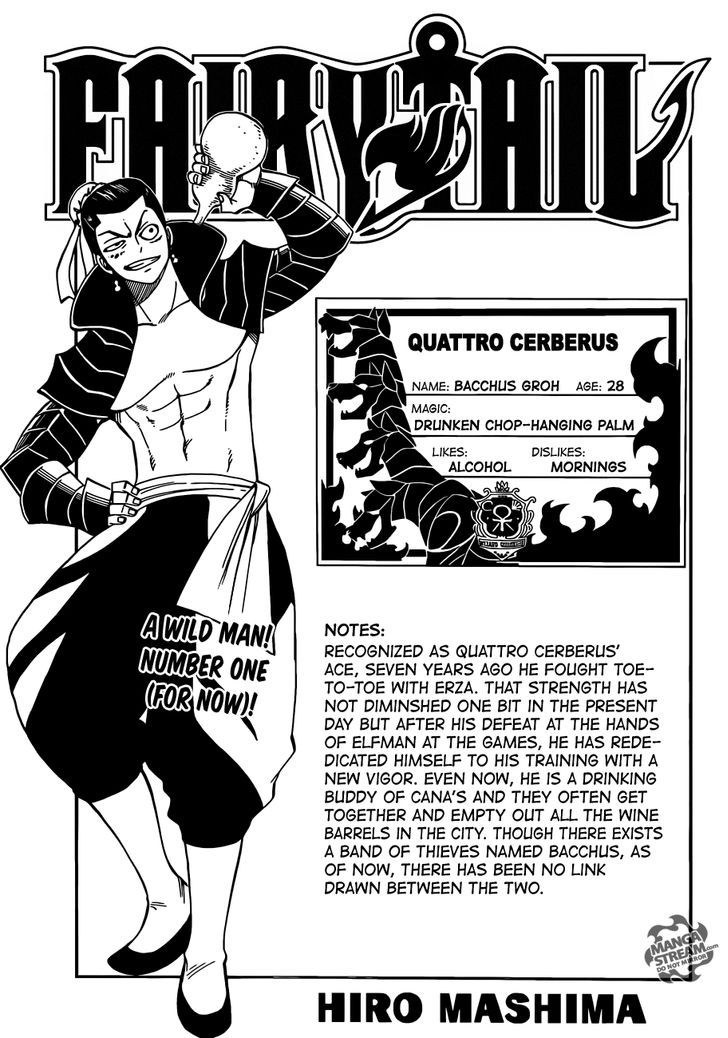 FAIRY TAIL
QUATTRO CERBERUS
NAME: BACCHUS GROH AGE: 28
MAGIC:
DRUNKEN CHOP-HANGING PALM
LIKES: DISLIKES:
ALCOHOL MORNINGS
A WILD MAN!
NUMBER ONE
(FOR NOW)!
NOTES:
RECOGNIZED AS QUATTRO CERBERUS'
ACE, SEVEN YEARS AGO HE FOUGHT TOE-
TO-TOE WITH ERZA. THAT STRENGTH HAS
NOT DIMINSHED ONE BIT IN THE PRESENT
DAY BUT AFTER HIS DEFEAT AT THE HANDS
OF ELFMAN AT THE GAMES, HE HAS REDE-
DICATED HIMSELF TO HIS TRAINING WITH A
NEW VIGOR. EVEN NOW, HE IS A DRINKING
BUDDY OF CANA'S AND THEY OFTEN GET
TOGETHER AND EMPTY OUT ALL THE WINE
BARRELS IN THE CITY. THOUGH THERE EXISTS
A BAND OF THIEVES NAMED BACCHUS, AS
OF NOW, THERE HAS BEEN NO LINK
DRAWN BETWEEN THE TWO.
MANGA
STREAM.com
DO NOT MIRROR
HIRO MASHIMA